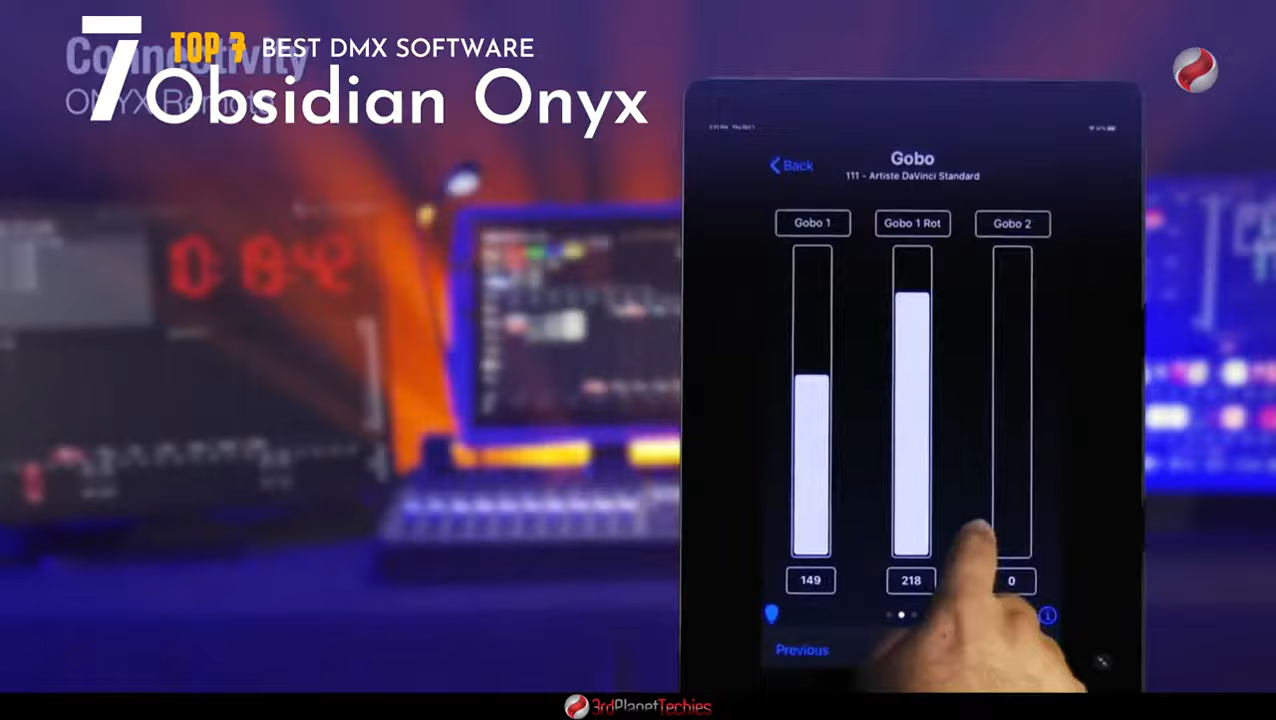 7
TOP 7 BEST DMX SOFTWARE
Obsidian Onyx
Connectivity
ONYX Remote
Back
Gobo
111 - Artiste DaVinci Standard
Gobo 1
Gobo 1 Rot
Gobo 2
149
218
0
Previous
3rdPlanetTechies